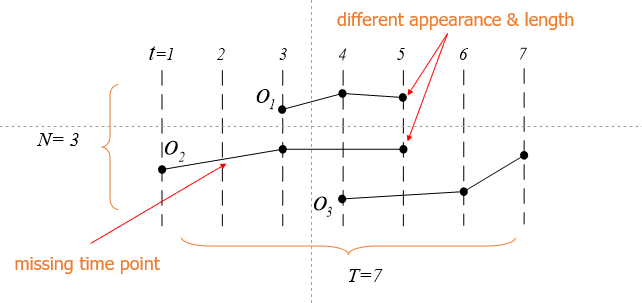 different appearance & length
t=1 2 3 4 5 6 7
O1
N= 3
O2
O3
missing time point
T=7